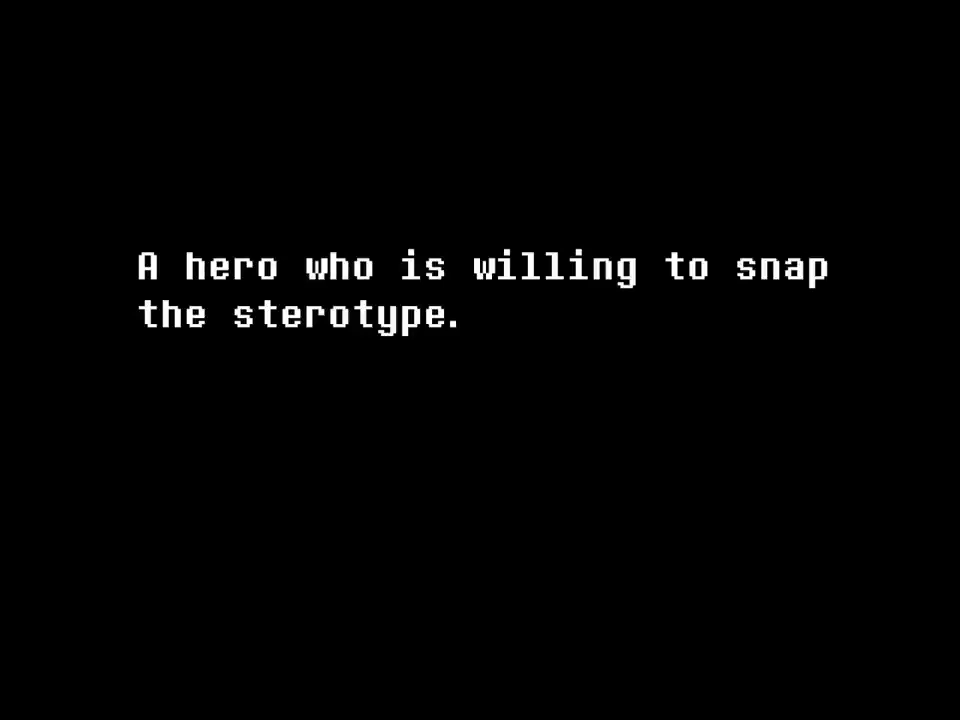 A hero who is willing to snap
the sterotype.